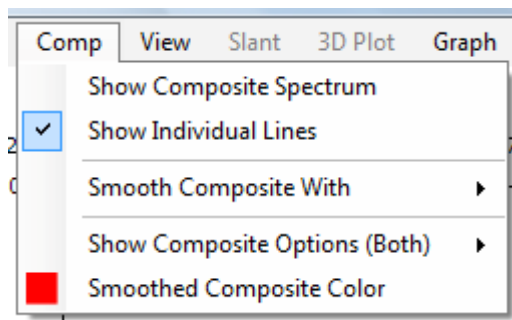 Comp View Slant 3D Plot Graph
Show Composite Spectrum
Show Individual Lines
Smooth Composite With
Show Composite Options (Both)
Smoothed Composite Color